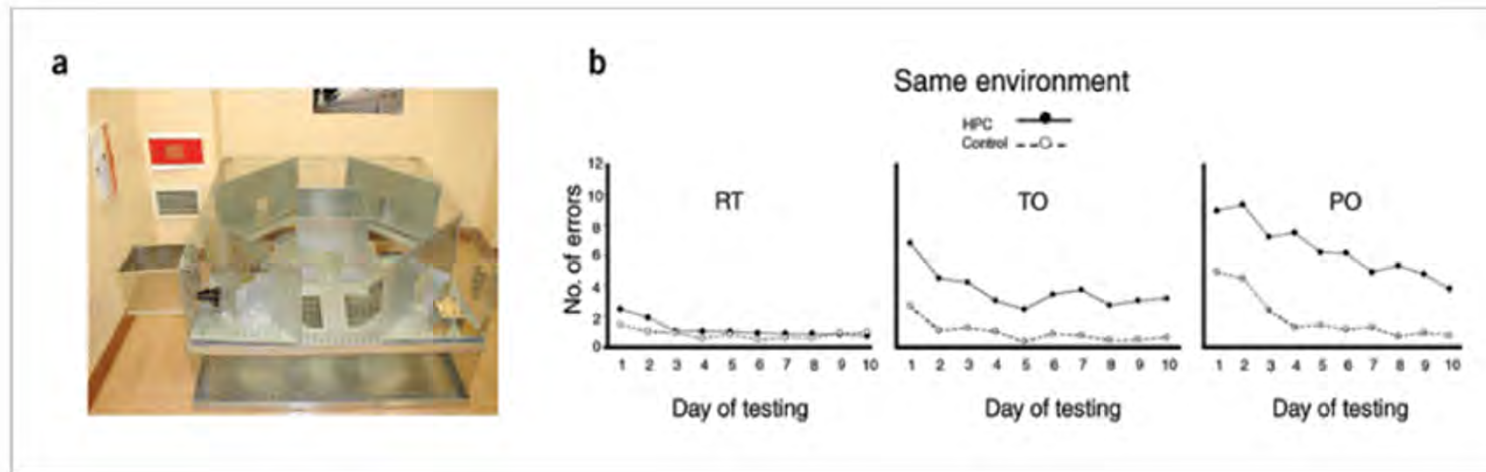 a
b
Same environment
HPC
Control
RT
TO
PO
No. of errors
12
10
8
6
4
2
0
1 2 3 4 5 6 7 8 9 10
1 2 3 4 5 6 7 8 9 10
1 2 3 4 5 6 7 8 9 10
Day of testing
Day of testing
Day of testing